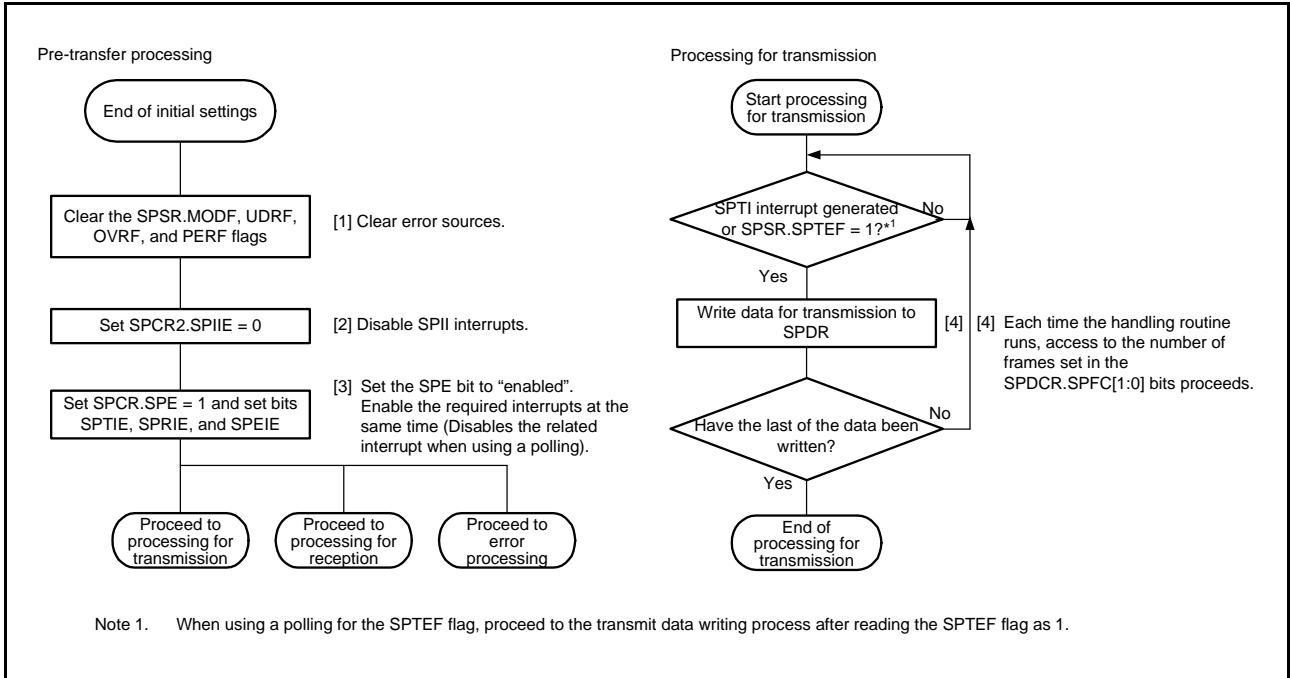 Pre-transfer processing
End of initial settings
Clear the SPSR.MODF, UDRF,
OVRF, and PERF flags
[1] Clear error sources.
Set SPCR2.SPIIE = 0
[2] Disable SPII interrupts.
Set SPCR.SPE = 1 and set bits
SPTIE, SPRIE, and SPEIE
[3] Set the SPE bit to “enabled”.
Enable the required interrupts at the
same time (Disables the related
interrupt when using a polling).
Proceed to
processing for
transmission
Proceed to
processing for
reception
Proceed to
error
processing
Processing for transmission
Start processing
for transmission
SPTI interrupt generated
or SPSR.SPTEF = 1?*1
No
Yes
Write data for transmission to
SPDR
[4]
[4] Each time the handling routine
runs, access to the number of
frames set in the
SPDCR.SPFC[1:0] bits proceeds.
Have the last of the data been
written?
No
Yes
End of
processing for
transmission
Note 1. When using a polling for the SPTEF flag, proceed to the transmit data writing process after reading the SPTEF flag as 1.